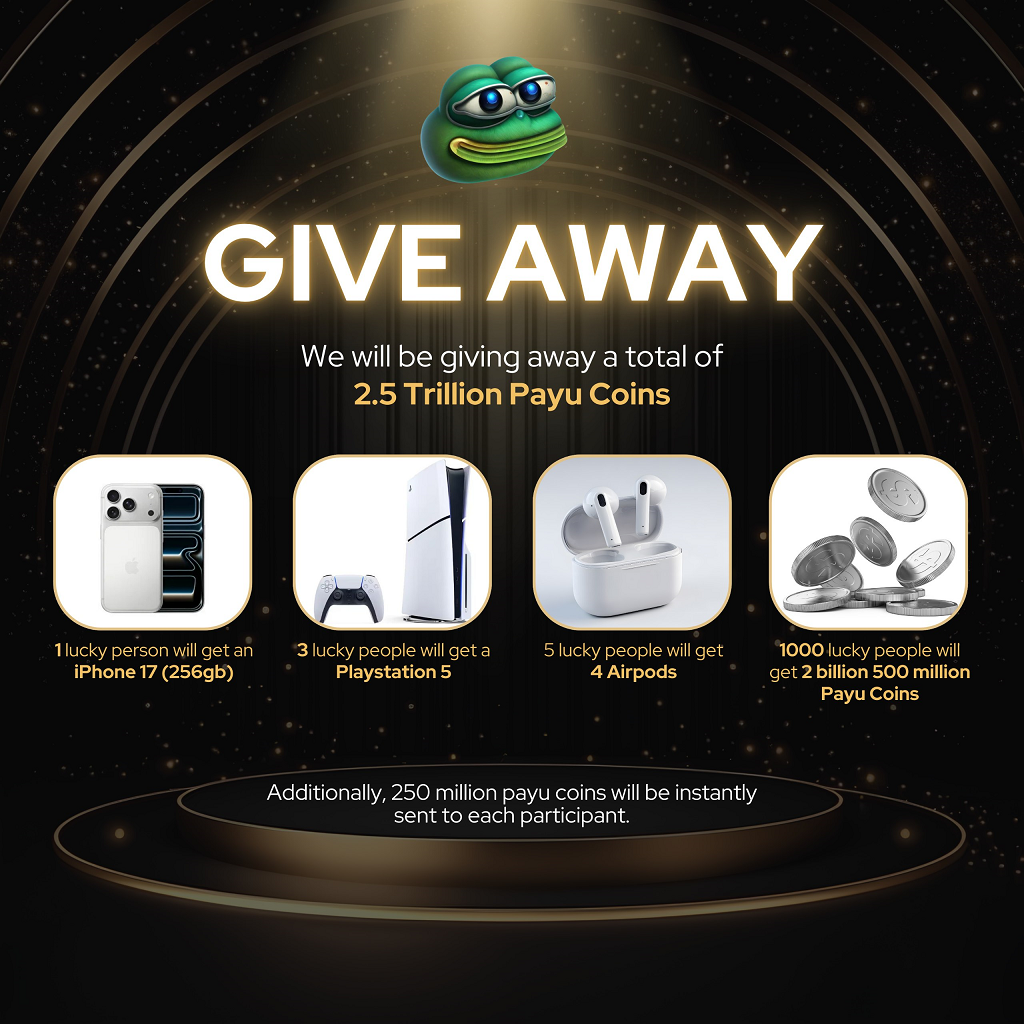 GIVE AWAY
We will be giving away a total of
2.5 Trillion Payu Coins
1 lucky person will get an
iPhone 17 (256gb)
3 lucky people will get a
Playstation 5
5 lucky people will get
4 Airpods
1000 lucky people will
get 2 billion 500 million
Payu Coins
Additionally, 250 million payu coins will be instantly
sent to each participant.